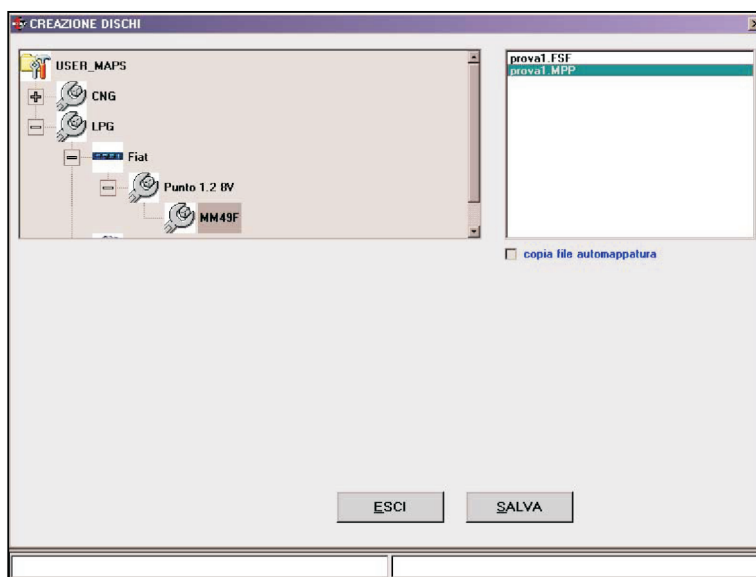 CREAZIONE DISCHI
USER_MAPS
CNG
LPG
Fiat
Punto 1.2 8V
MM49F
prova1.FSF
prova1.MPP
copia file automappatura
ESCI
SALVA